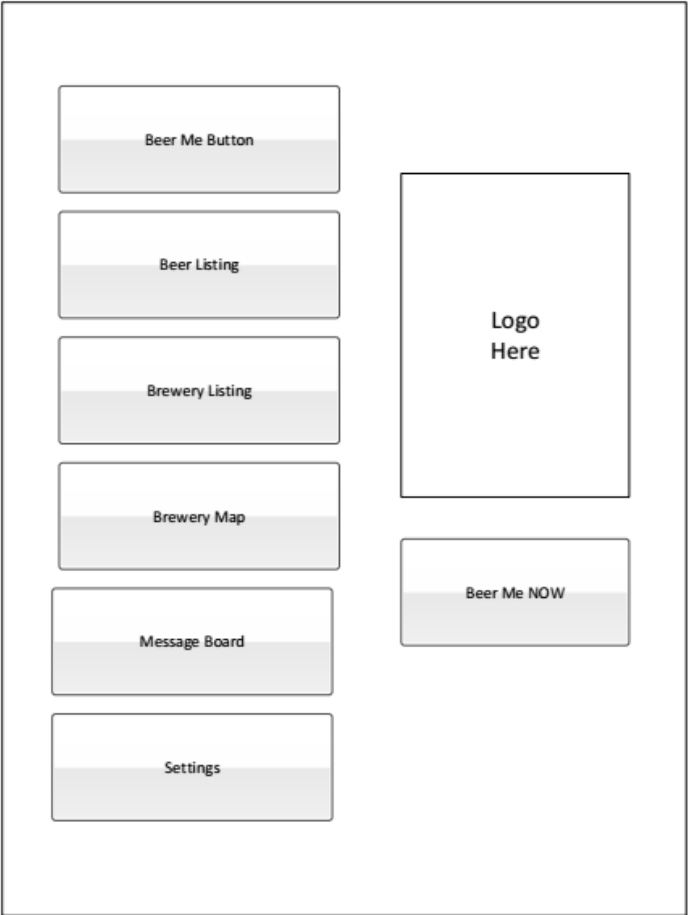 Beer Me Button
Beer Listing
Brewery Listing
Brewery Map
Message Board
Settings
Logo
Here
Beer Me NOW